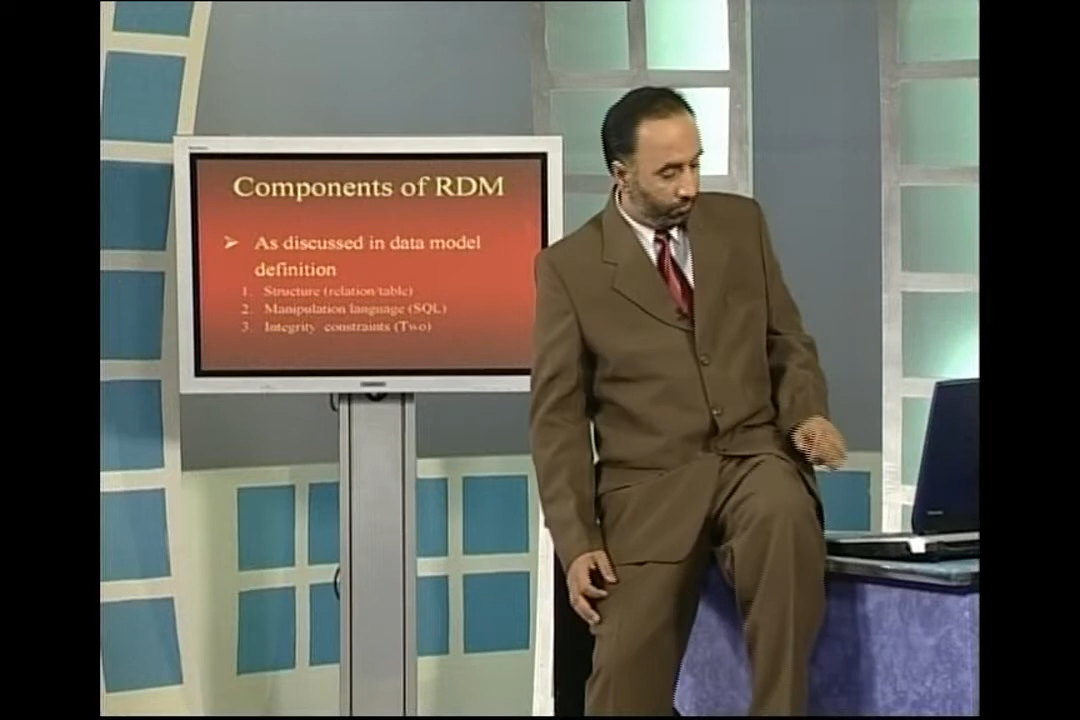 Components of RDM
➢ As discussed in data model
definition
1. Structure (relation/table)
2. Manipulation language (SQL)
3. Integrity constraints (Two)